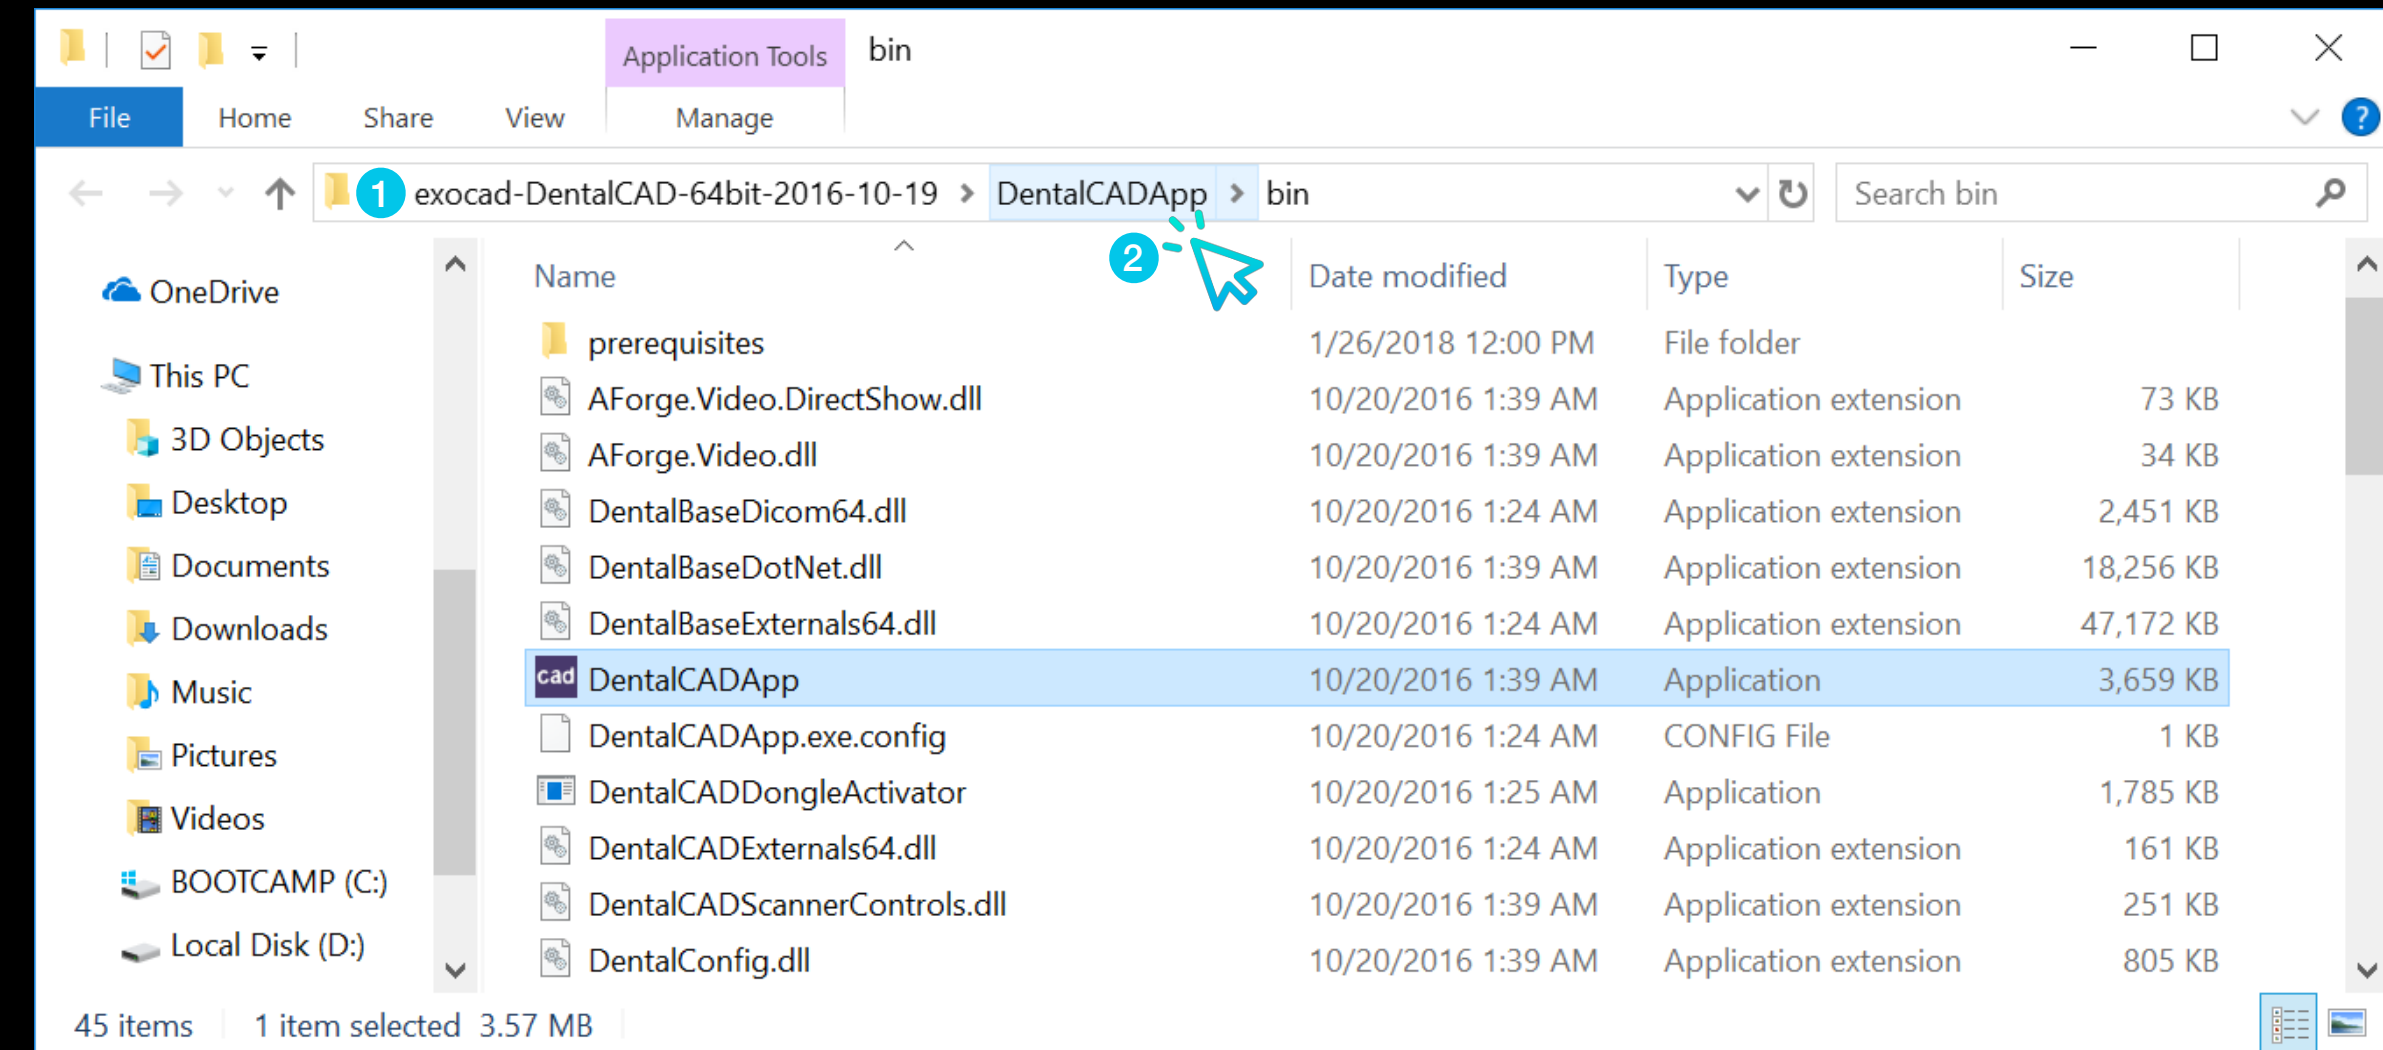 Application Tools bin
File Home Share View Manage ?
1 exocad-DentalCAD-64bit-2016-10-19 > DentalCADApp > bin Search bin
2
Name Date modified Type Size
OneDrive
This PC
3D Objects
Desktop
Documents
Downloads
Music
Pictures
Videos
BOOTCAMP (C:)
Local Disk (D:)
prerequisites 1/26/2018 12:00 PM File folder
AForge.Video.DirectShow.dll 10/20/2016 1:39 AM Application extension 73 KB
AForge.Video.dll 10/20/2016 1:39 AM Application extension 34 KB
DentalBaseDicom64.dll 10/20/2016 1:24 AM Application extension 2,451 KB
DentalBaseDotNet.dll 10/20/2016 1:39 AM Application extension 18,256 KB
DentalBaseExternals64.dll 10/20/2016 1:24 AM Application extension 47,172 KB
cad DentalCADApp 10/20/2016 1:39 AM Application 3,659 KB
DentalCADApp.exe.config 10/20/2016 1:24 AM CONFIG File 1 KB
DentalCADDongleActivator 10/20/2016 1:25 AM Application 1,785 KB
DentalCADExternals64.dll 10/20/2016 1:24 AM Application extension 161 KB
DentalCADScannerControls.dll 10/20/2016 1:39 AM Application extension 251 KB
DentalConfig.dll 10/20/2016 1:39 AM Application extension 805 KB
45 items 1 item selected 3.57 MB